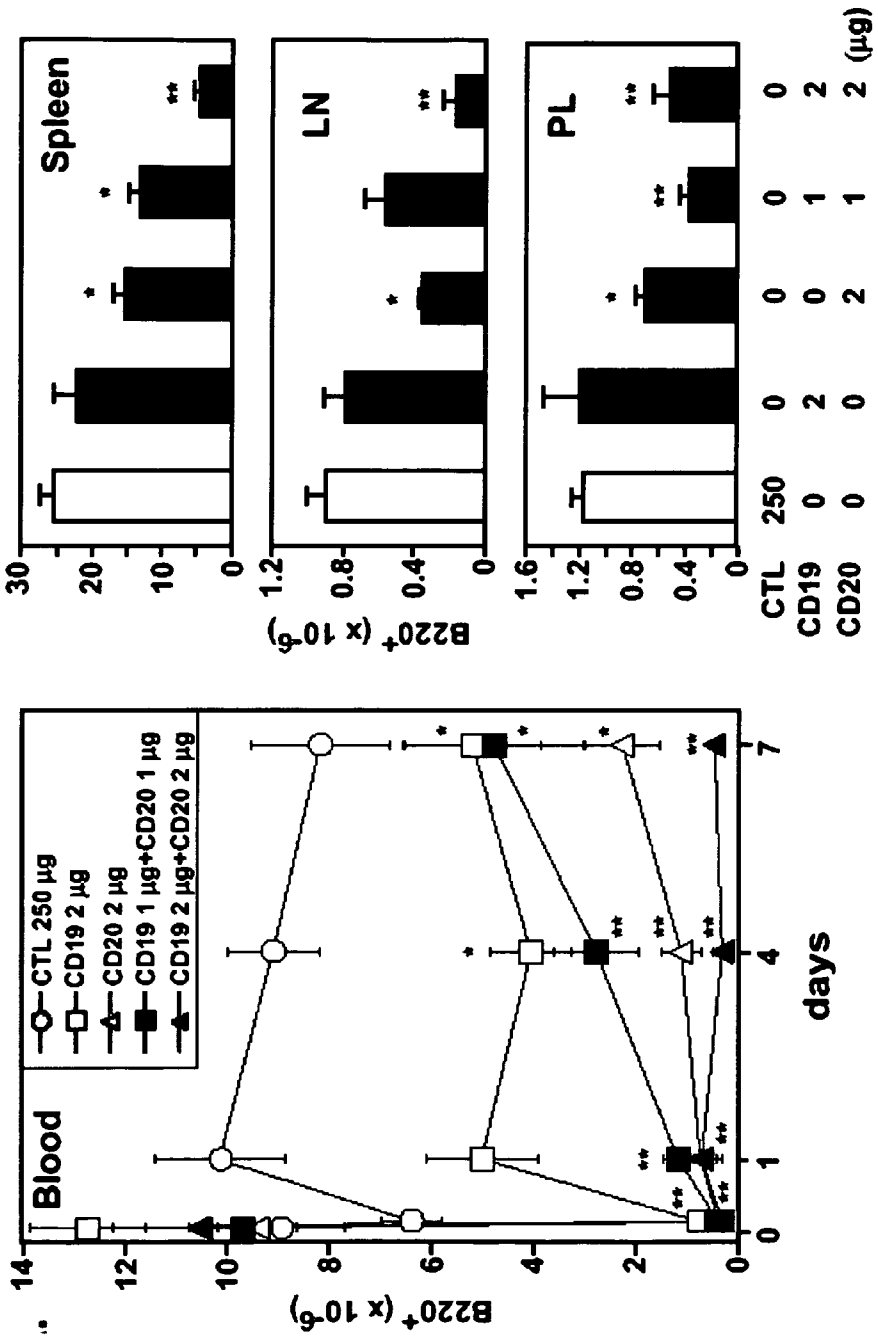 Blood
CTL 250 µg
CD19 2 µg
CD20 2 µg
CD19 1 µg+CD20 1 µg
CD19 2 µg+CD20 2 µg
B220⁺ (x 10⁻⁶)
14
12
10
8
6
4
2
0
** ** ** ** * ** ** ** * * * **
0 1 4 7
days
Spleen
30
20
10
0
* * **
LN
B220⁺ (x 10⁻⁶)
1.2
0.8
0.4
0
* **
PL
1.6
1.2
0.8
0.4
0
* ** **
CTL 250 0 0 0 0
CD19 0 2 0 1 2
CD20 0 0 2 1 2 (µg)